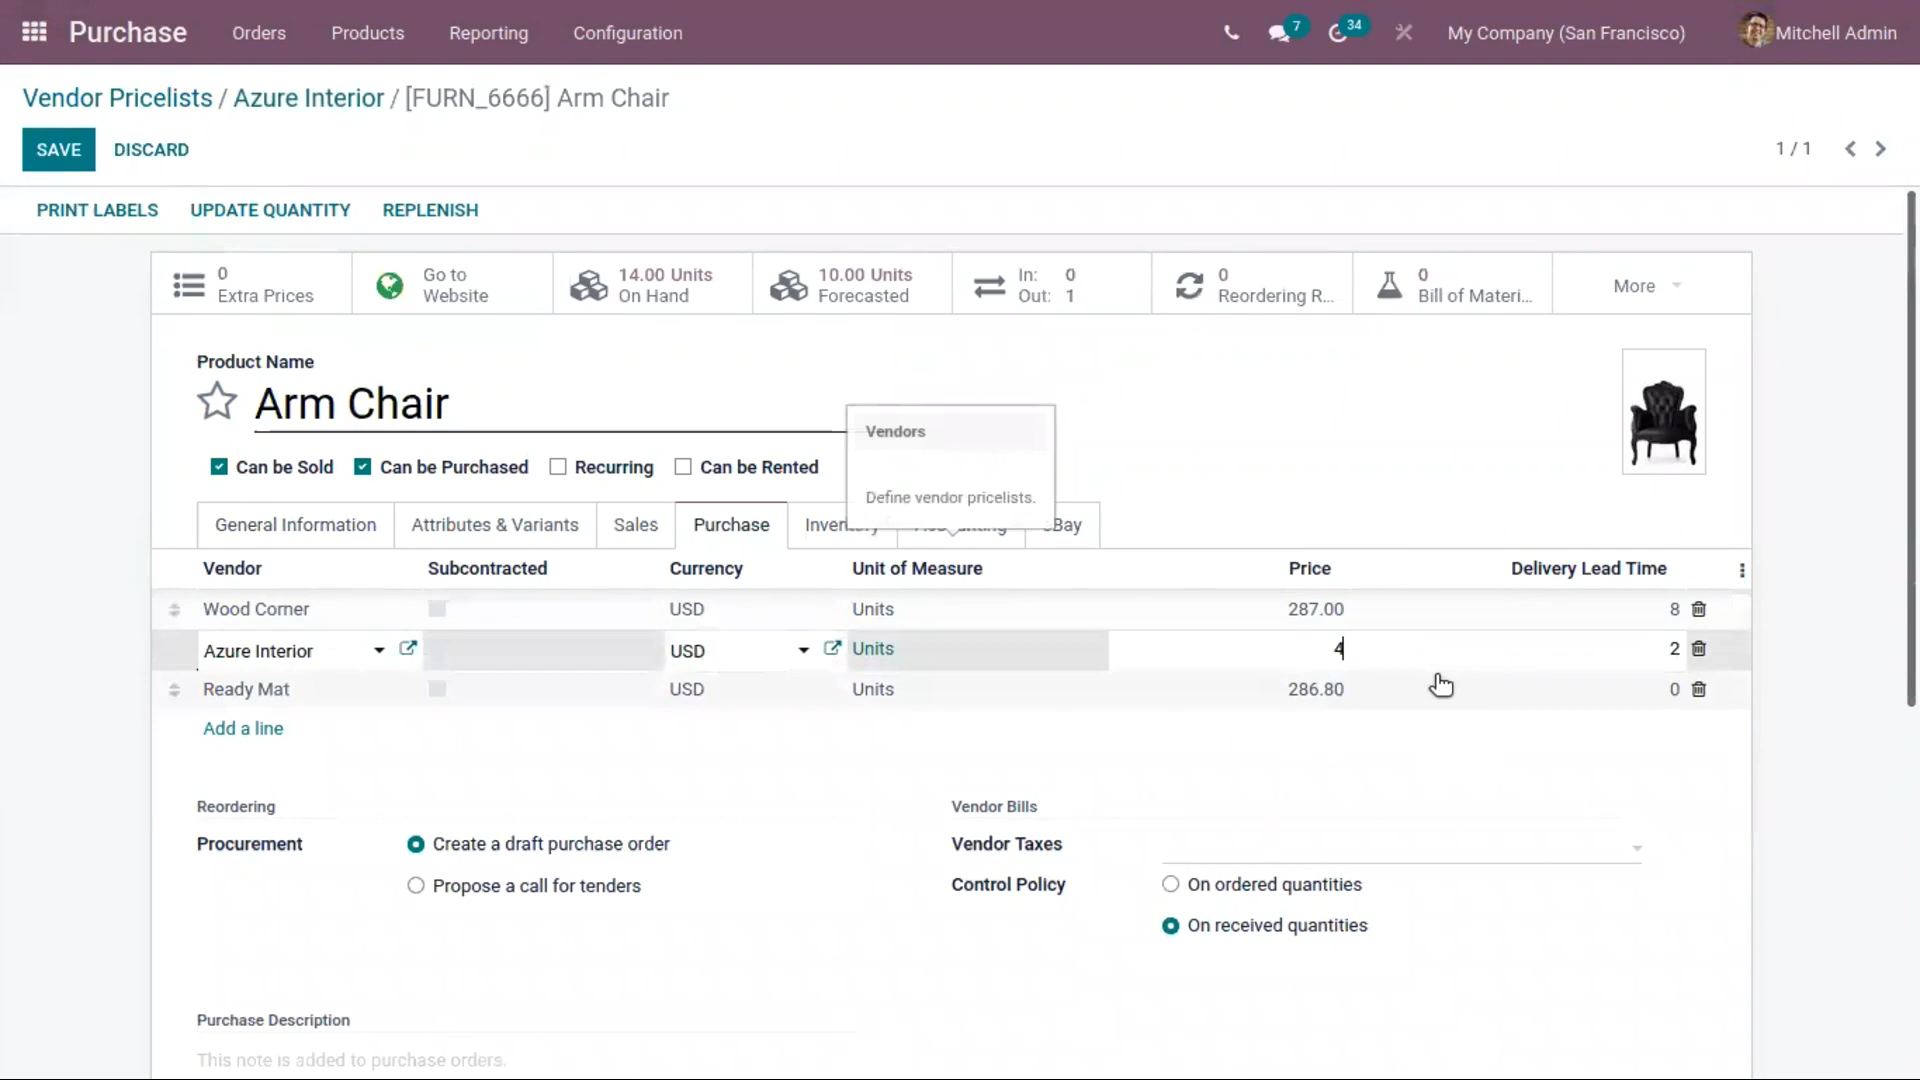 Purchase Orders Products Reporting Configuration 7 34 My Company (San Francisco) Mitchell Admin
Vendor Pricelists / Azure Interior / [FURN_6666] Arm Chair
SAVE DISCARD 1 / 1
PRINT LABELS UPDATE QUANTITY REPLENISH
0 Extra Prices
Go to Website
14.00 Units On Hand
10.00 Units Forecasted
In: 0
Out: 1
0 Reordering R...
0 Bill of Materi...
More
Product Name
Arm Chair
Vendors
Define vendor pricelists.
Can be Sold Can be Purchased Recurring Can be Rented
General Information Attributes & Variants Sales Purchase Inventory Accounting eBay
Vendor Subcontracted Currency Unit of Measure Price Delivery Lead Time
Wood Corner USD Units 287.00 8
Azure Interior USD Units 4 2
Ready Mat USD Units 286.80 0
Add a line
Reordering Vendor Bills
Procurement Create a draft purchase order Vendor Taxes
Propose a call for tenders Control Policy On ordered quantities
On received quantities
Purchase Description
This note is added to purchase orders.